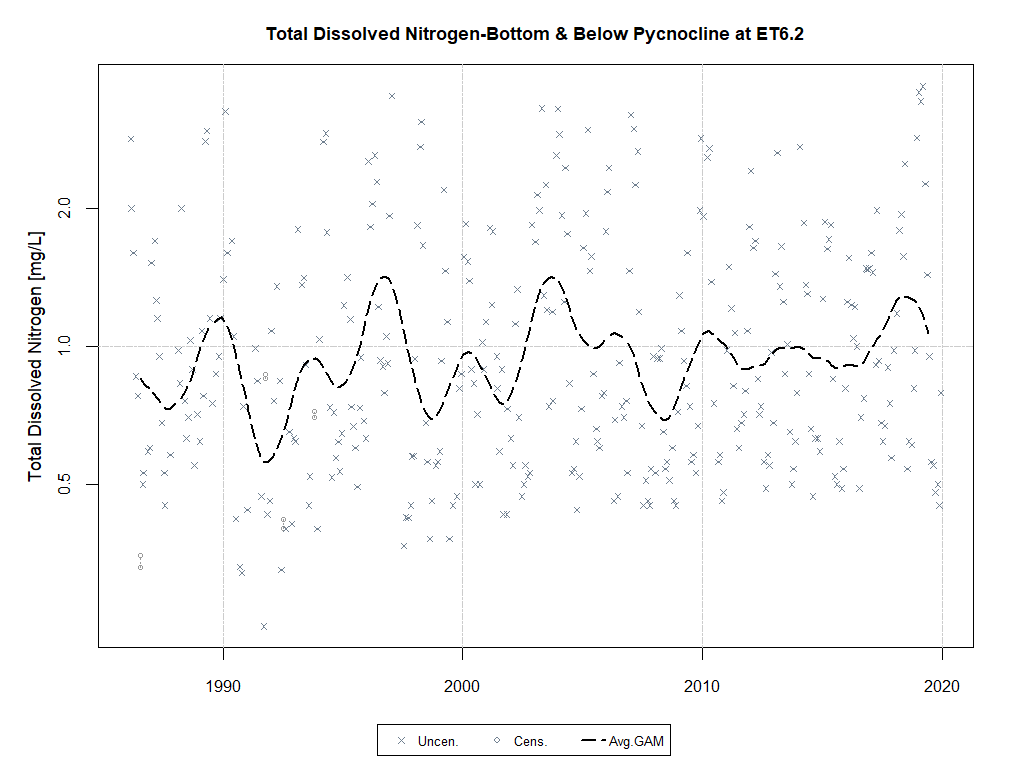 Total Dissolved Nitrogen-Bottom & Below Pycnocline at ET6.2
Total Dissolved Nitrogen [mg/L]
2.0
1.0
0.5
1990
2000
2010
2020
Uncen.
Cens.
Avg.GAM